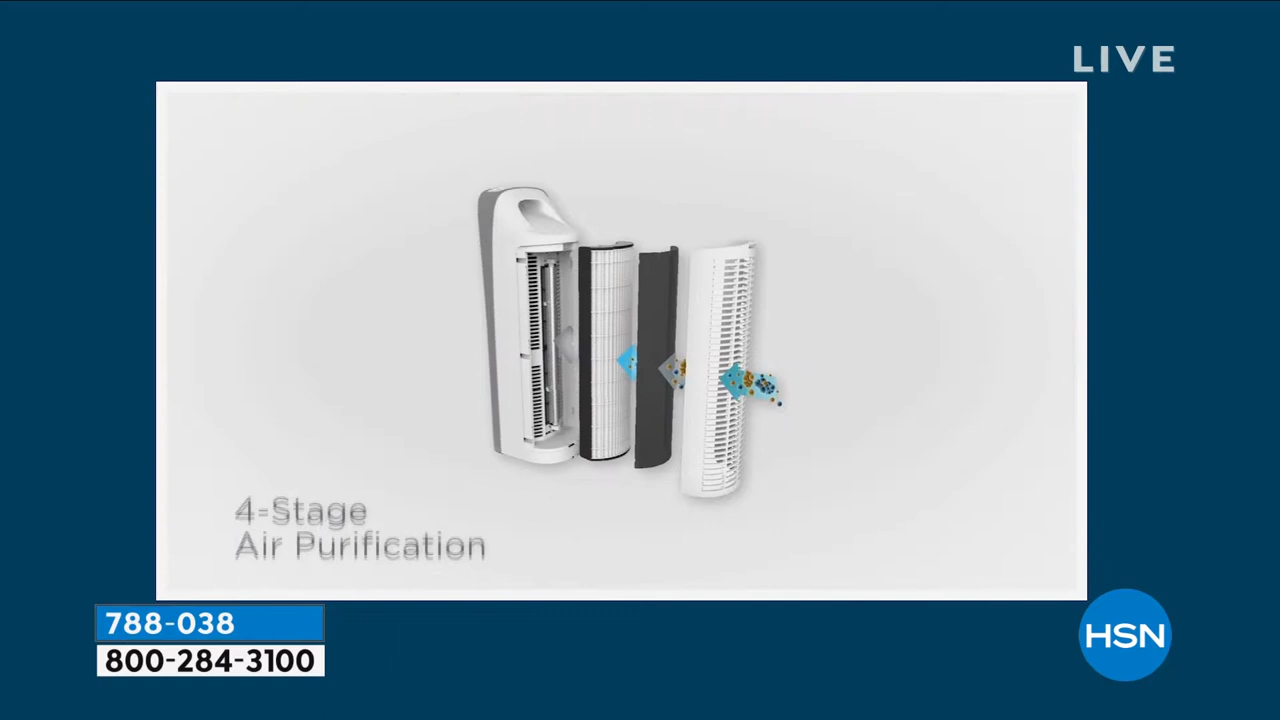 LIVE
4-Stage
Air Purification
788-038
800-284-3100
HSN